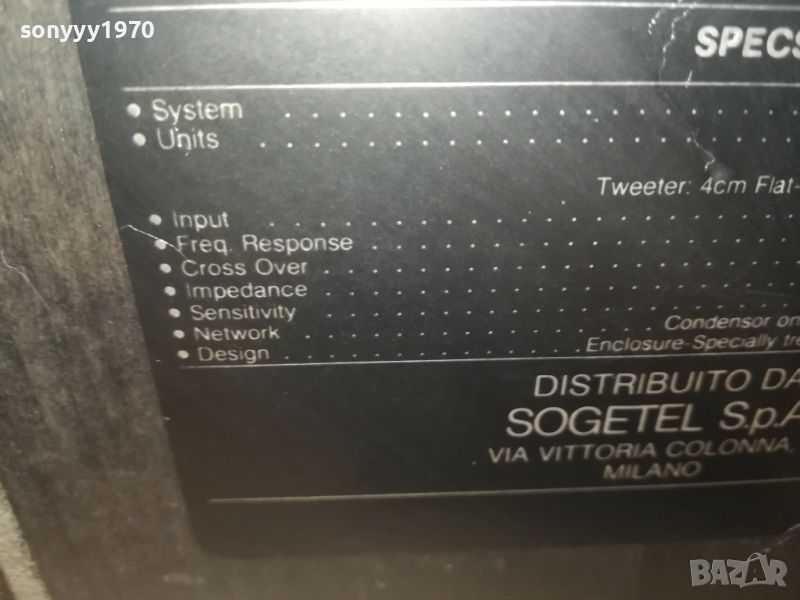 sonyyy1970
SPECS
• System . . . . . . . . . . . . . . . . . .
• Units . . . . . . . . . . . . . . . . . .
Tweeter: 4cm Flat-
• Input . . . . . . . . . . . . . . . . . .
• Freq. Response . . . . . . . . . . . . . .
• Cross Over . . . . . . . . . . . . . . . .
• Impedance . . . . . . . . . . . . . . . .
• Sensitivity . . . . . . . . . . . . . . . .
• Network . . . . . . . . . . . . . Condensor on
• Design . . . . . . . . . . Enclosure-Specially tre
DISTRIBUITO DA
SOGETEL S.p.A
VIA VITTORIA COLONNA,
MILANO
BAZAR